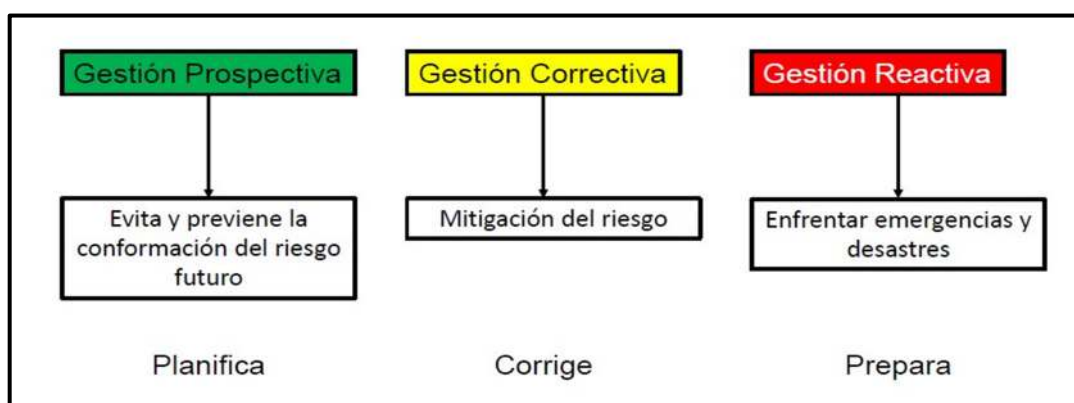 Gestión Prospectiva
Gestión Correctiva
Gestión Reactiva
Evita y previene la
conformación del riesgo
futuro
Mitigación del riesgo
Enfrentar emergencias y
desastres
Planifica
Corrige
Prepara